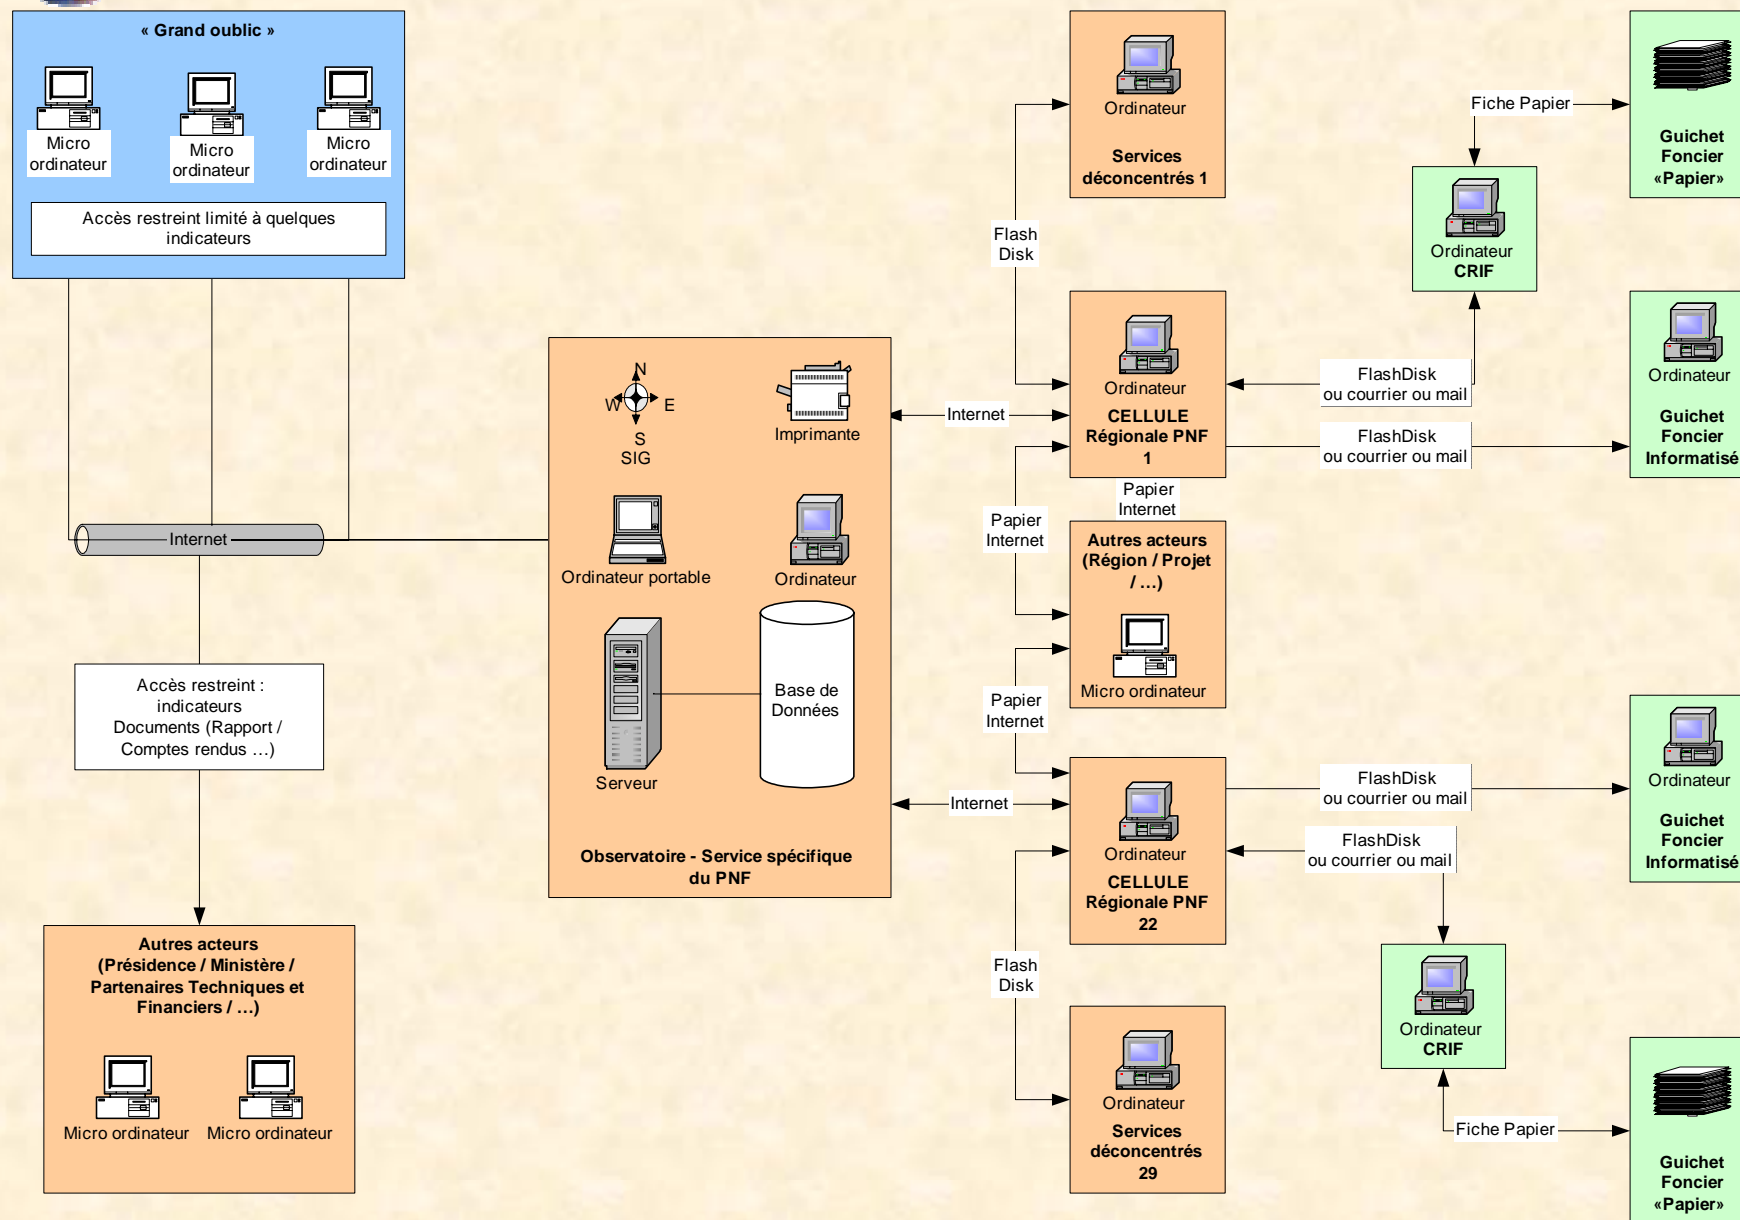 « Grand oublic »
Micro
ordinateur
Micro
ordinateur
Micro
ordinateur
Accès restreint limité à quelques
indicateurs
Internet
Accès restreint :
indicateurs
Documents (Rapport /
Comptes rendus …)
Autres acteurs
(Présidence / Ministère /
Partenaires Techniques et
Financiers / …)
Micro ordinateur
Micro ordinateur
N
W
E
S
SIG
Imprimante
Ordinateur portable
Ordinateur
Serveur
Base de
Données
Observatoire - Service spécifique
du PNF
Internet
Internet
Flash
Disk
Papier
Internet
Papier
Internet
Flash
Disk
Ordinateur
Services
déconcentrés 1
Ordinateur
CELLULE
Régionale PNF
1
Papier
Internet
Autres acteurs
(Région / Projet
/ …)
Micro ordinateur
Ordinateur
CELLULE
Régionale PNF
22
Ordinateur
Services
déconcentrés
29
Fiche Papier
Ordinateur
CRIF
FlashDisk
ou courrier ou mail
FlashDisk
ou courrier ou mail
FlashDisk
ou courrier ou mail
FlashDisk
ou courrier ou mail
Ordinateur
CRIF
Fiche Papier
Guichet
Foncier
«Papier»
Ordinateur
Guichet
Foncier
Informatisé
Ordinateur
Guichet
Foncier
Informatisé
Guichet
Foncier
«Papier»